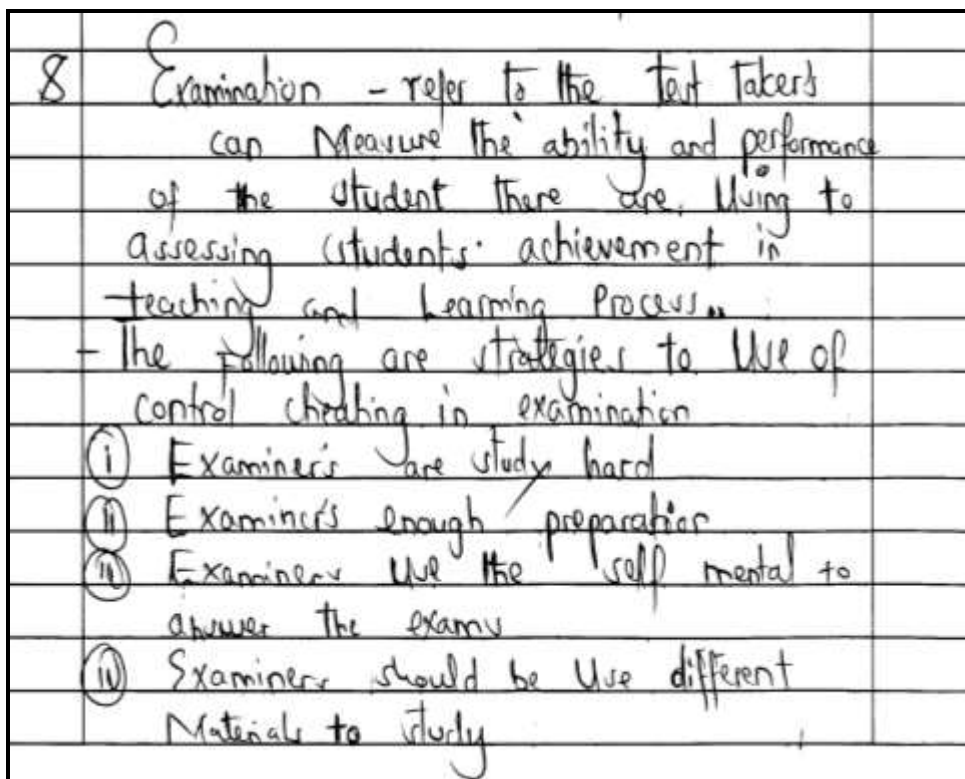 8 Examination - refer to the test takers
can Measure the ability and performance
of the student there are. Using to
assessing students' achievement in
teaching and Learning Process..
- The Following are strategies to Use of
control cheating in examination
(i) Examiner's are study hard
(ii) Examiner's enough preparation
(iii) Examiners Use the self mental to
answer the exams
(iv) Examiners should be Use different
Materials to study